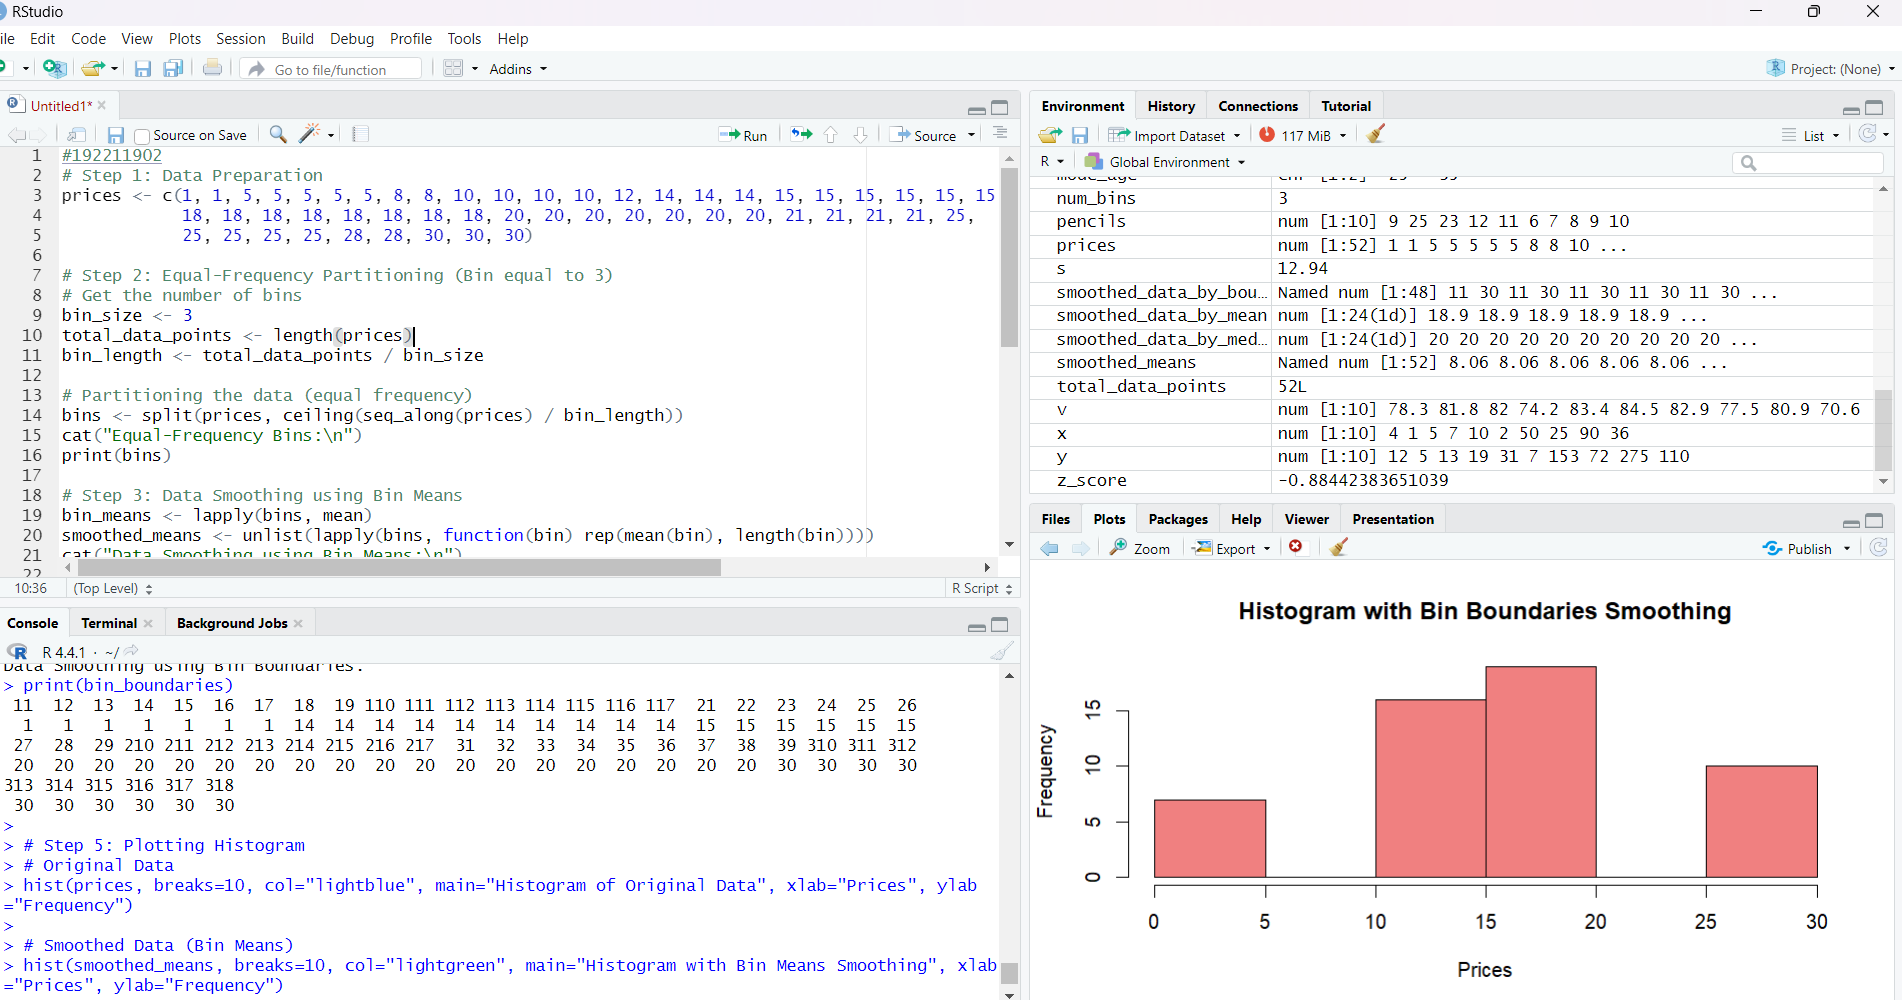 RStudio
ile Edit Code View Plots Session Build Debug Profile Tools Help
Go to file/function Addins Project: (None)
Untitled1*
Source on Save Run Source
1 #192211902
2 # Step 1: Data Preparation
3 prices <- c(1, 1, 5, 5, 5, 5, 5, 8, 8, 10, 10, 10, 10, 12, 14, 14, 14, 15, 15, 15, 15, 15, 15
4 18, 18, 18, 18, 18, 18, 18, 18, 20, 20, 20, 20, 20, 20, 20, 21, 21, 21, 21, 25,
5 25, 25, 25, 25, 28, 28, 30, 30, 30)
6
7 # Step 2: Equal-Frequency Partitioning (Bin equal to 3)
8 # Get the number of bins
9 bin_size <- 3
10 total_data_points <- length(prices)
11 bin_length <- total_data_points / bin_size
12
13 # Partitioning the data (equal frequency)
14 bins <- split(prices, ceiling(seq_along(prices) / bin_length))
15 cat("Equal-Frequency Bins:\n")
16 print(bins)
17
18 # Step 3: Data Smoothing using Bin Means
19 bin_means <- lapply(bins, mean)
20 smoothed_means <- unlist(lapply(bins, function(bin) rep(mean(bin), length(bin))))
21 cat("Data Smoothing using Bin Means:\n")
22
10:36 (Top Level) R Script
Console Terminal Background Jobs
R 4.4.1 · ~/
Data Smoothing using Bin Boundaries:
> print(bin_boundaries)
11 12 13 14 15 16 17 18 19 110 111 112 113 114 115 116 117 21 22 23 24 25 26
1 1 1 1 1 1 1 14 14 14 14 14 14 14 14 14 14 15 15 15 15 15 15
27 28 29 210 211 212 213 214 215 216 217 31 32 33 34 35 36 37 38 39 310 311 312
20 20 20 20 20 20 20 20 20 20 20 20 20 20 20 20 20 20 20 30 30 30 30
313 314 315 316 317 318
30 30 30 30 30 30
>
> # Step 5: Plotting Histogram
> # Original Data
> hist(prices, breaks=10, col="lightblue", main="Histogram of Original Data", xlab="Prices", ylab
="Frequency")
>
> # Smoothed Data (Bin Means)
> hist(smoothed_means, breaks=10, col="lightgreen", main="Histogram with Bin Means Smoothing", xlab
="Prices", ylab="Frequency")
Environment History Connections Tutorial
Import Dataset 117 MiB List
R Global Environment
mode_age chr [1:2]
num_bins 3
pencils num [1:10] 9 25 23 12 11 6 7 8 9 10
prices num [1:52] 1 1 5 5 5 5 5 8 8 10 ...
s 12.94
smoothed_data_by_bou… Named num [1:48] 11 30 11 30 11 30 11 30 11 30 ...
smoothed_data_by_mean num [1:24(1d)] 18.9 18.9 18.9 18.9 18.9 ...
smoothed_data_by_med… num [1:24(1d)] 20 20 20 20 20 20 20 20 20 20 ...
smoothed_means Named num [1:52] 8.06 8.06 8.06 8.06 8.06 ...
total_data_points 52L
v num [1:10] 78.3 81.8 82 74.2 83.4 84.5 82.9 77.5 80.9 70.6
x num [1:10] 4 1 5 7 10 2 50 25 90 36
y num [1:10] 12 5 13 19 31 7 153 72 275 110
z_score -0.88442383651039
Files Plots Packages Help Viewer Presentation
Zoom Export Publish
Histogram with Bin Boundaries Smoothing
Frequency
15
10
5
0
0 5 10 15 20 25 30
Prices